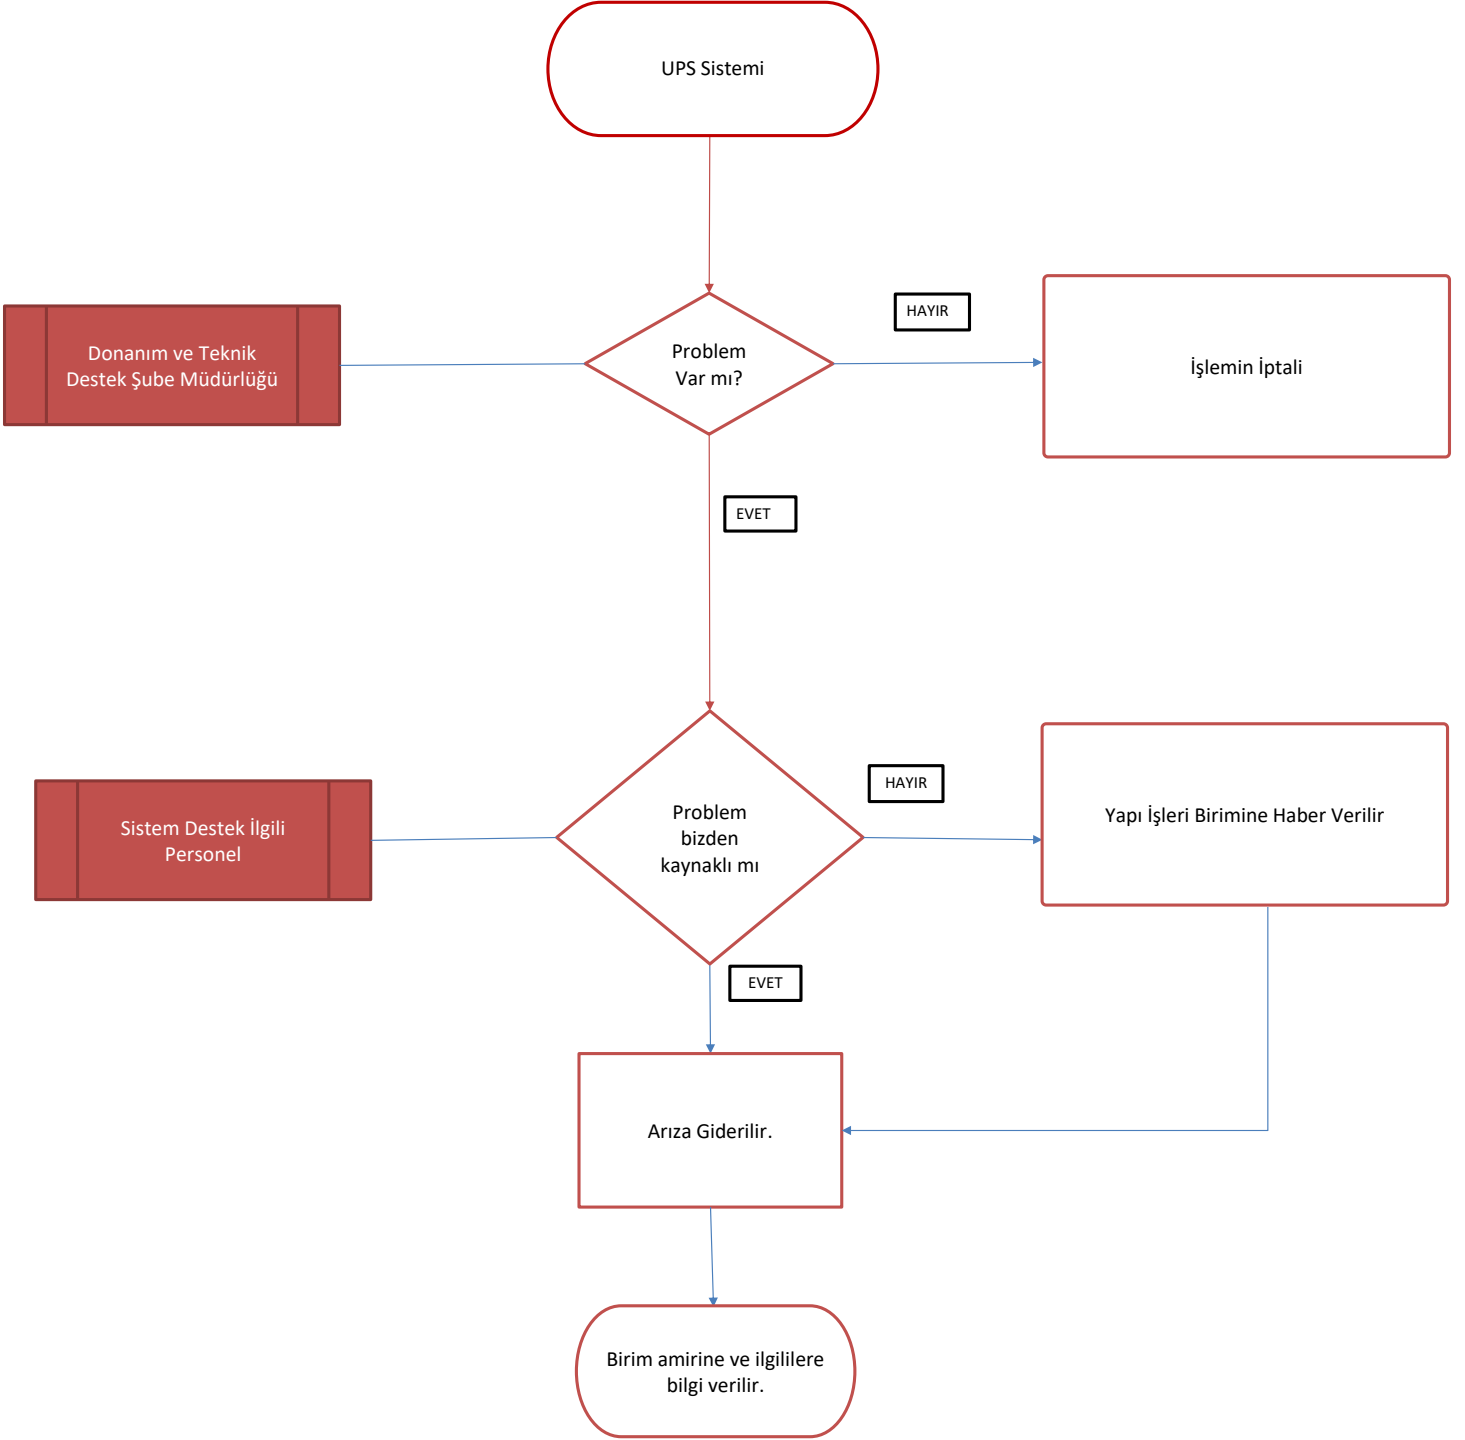 UPS Sistemi
HAYIR
Donanım ve Teknik
Destek Şube Müdürlüğü
Problem
Var mı?
İşlemin İptali
EVET
HAYIR
Sistem Destek İlgili
Personel
Problem
bizden
kaynaklı mı
Yapı İşleri Birimine Haber Verilir
EVET
Arıza Giderilir.
Birim amirine ve ilgililere
bilgi verilir.